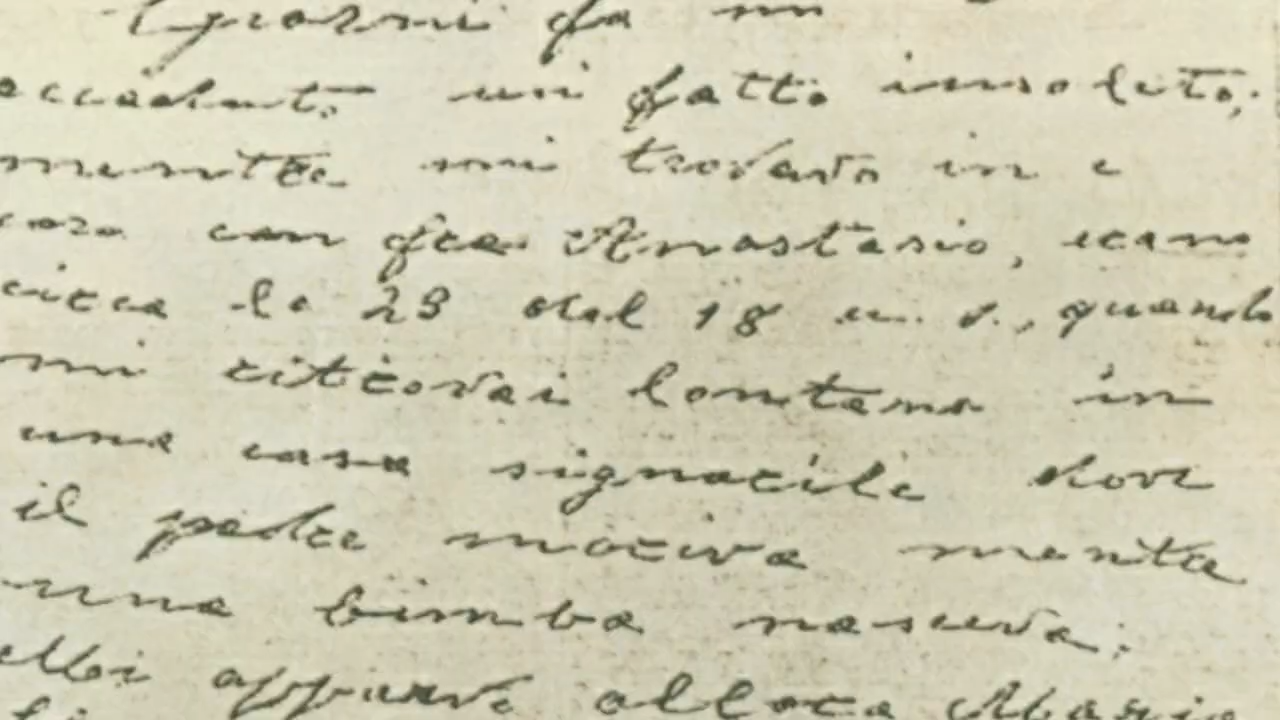 Giorni fa mi
accadut. un fatto insolito;
mentre mi trovavo in c
coro con fra Anastasio, erano
circa le 23 del 18 u. s., quando
mi ritrovai lontano in
una casa signorile dove
il padre moriva mentre
una bimba nasceva.
Mi apparve allora Maria